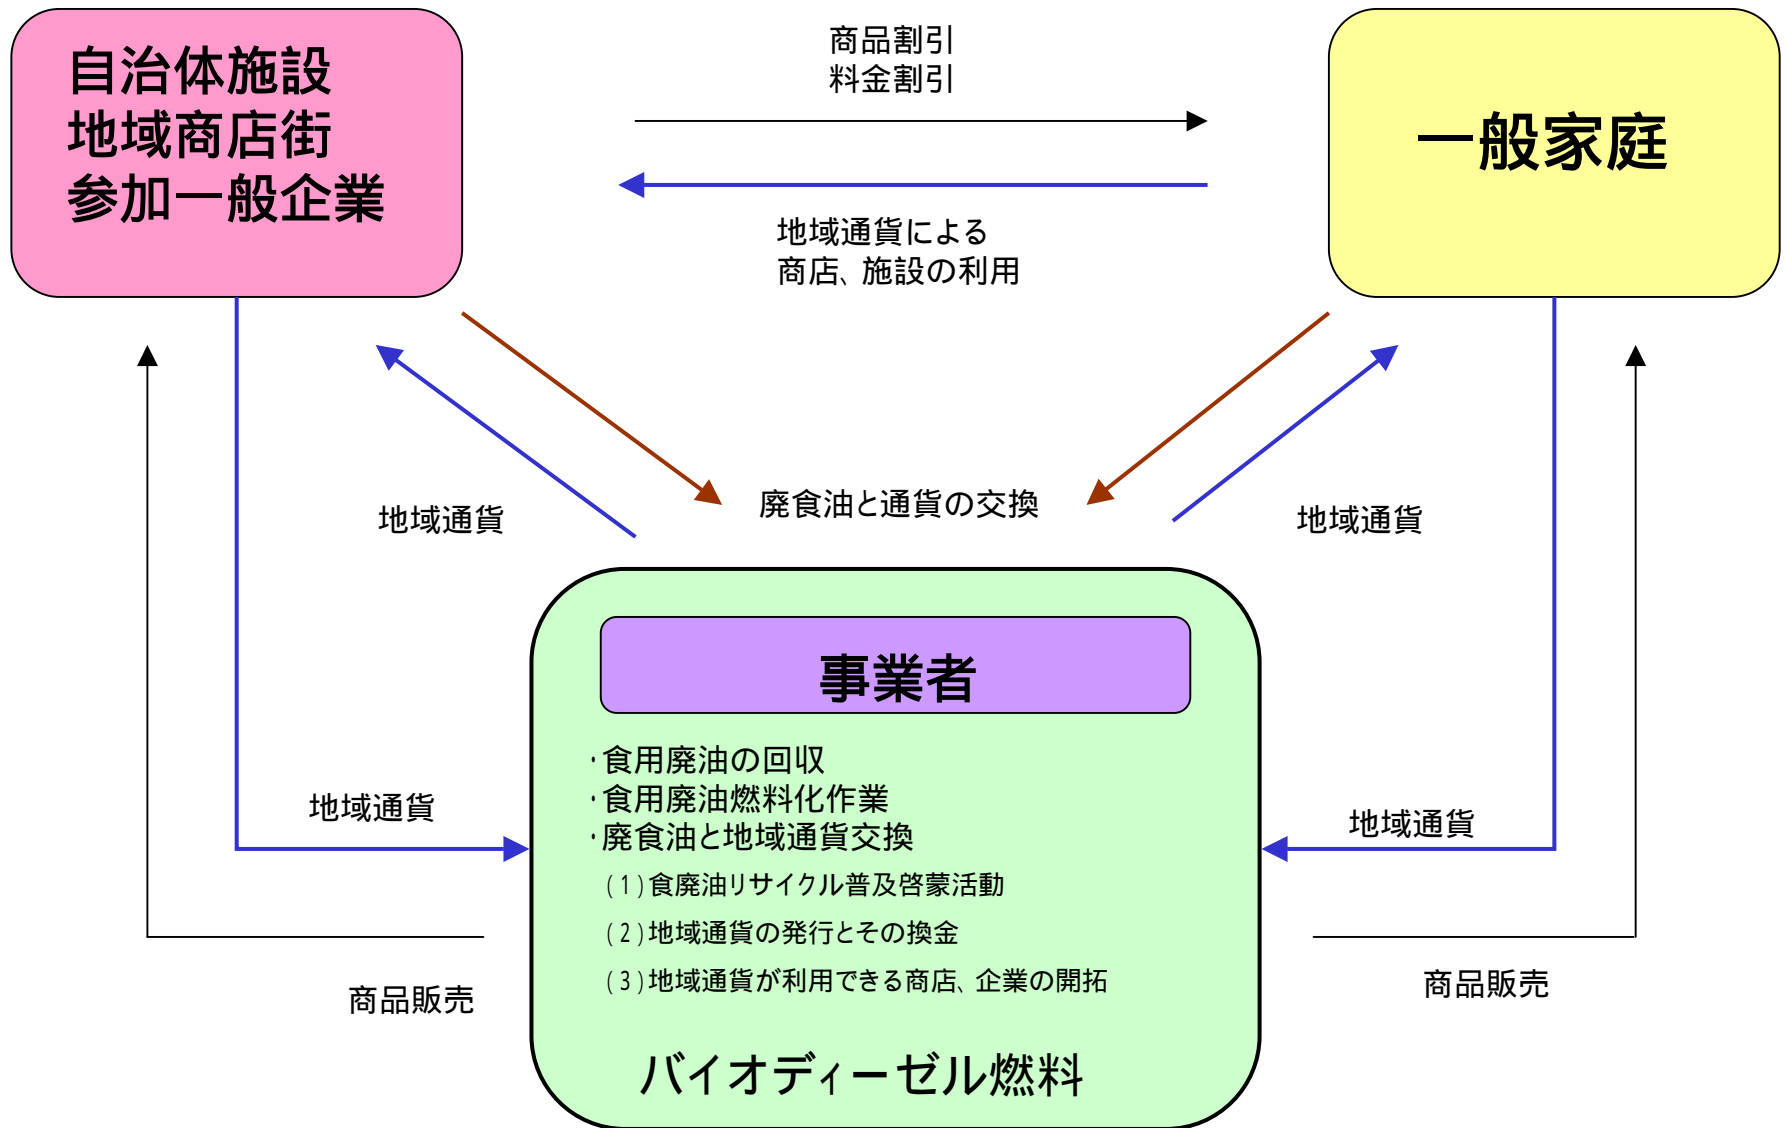 自治体施設
地域商店街
参加一般企業
商品割引
料金割引
一般家庭
地域通貨による
商店、施設の利用
廃食油と通貨の交換
地域通貨
地域通貨
事業者
・食用廃油の回収
・食用廃油燃料化作業
・廃食油と地域通貨交換
(1)食廃油リサイクル普及啓蒙活動
(2)地域通貨の発行とその換金
(3)地域通貨が利用できる商店、企業の開拓
バイオディーゼル燃料
地域通貨
地域通貨
商品販売
商品販売